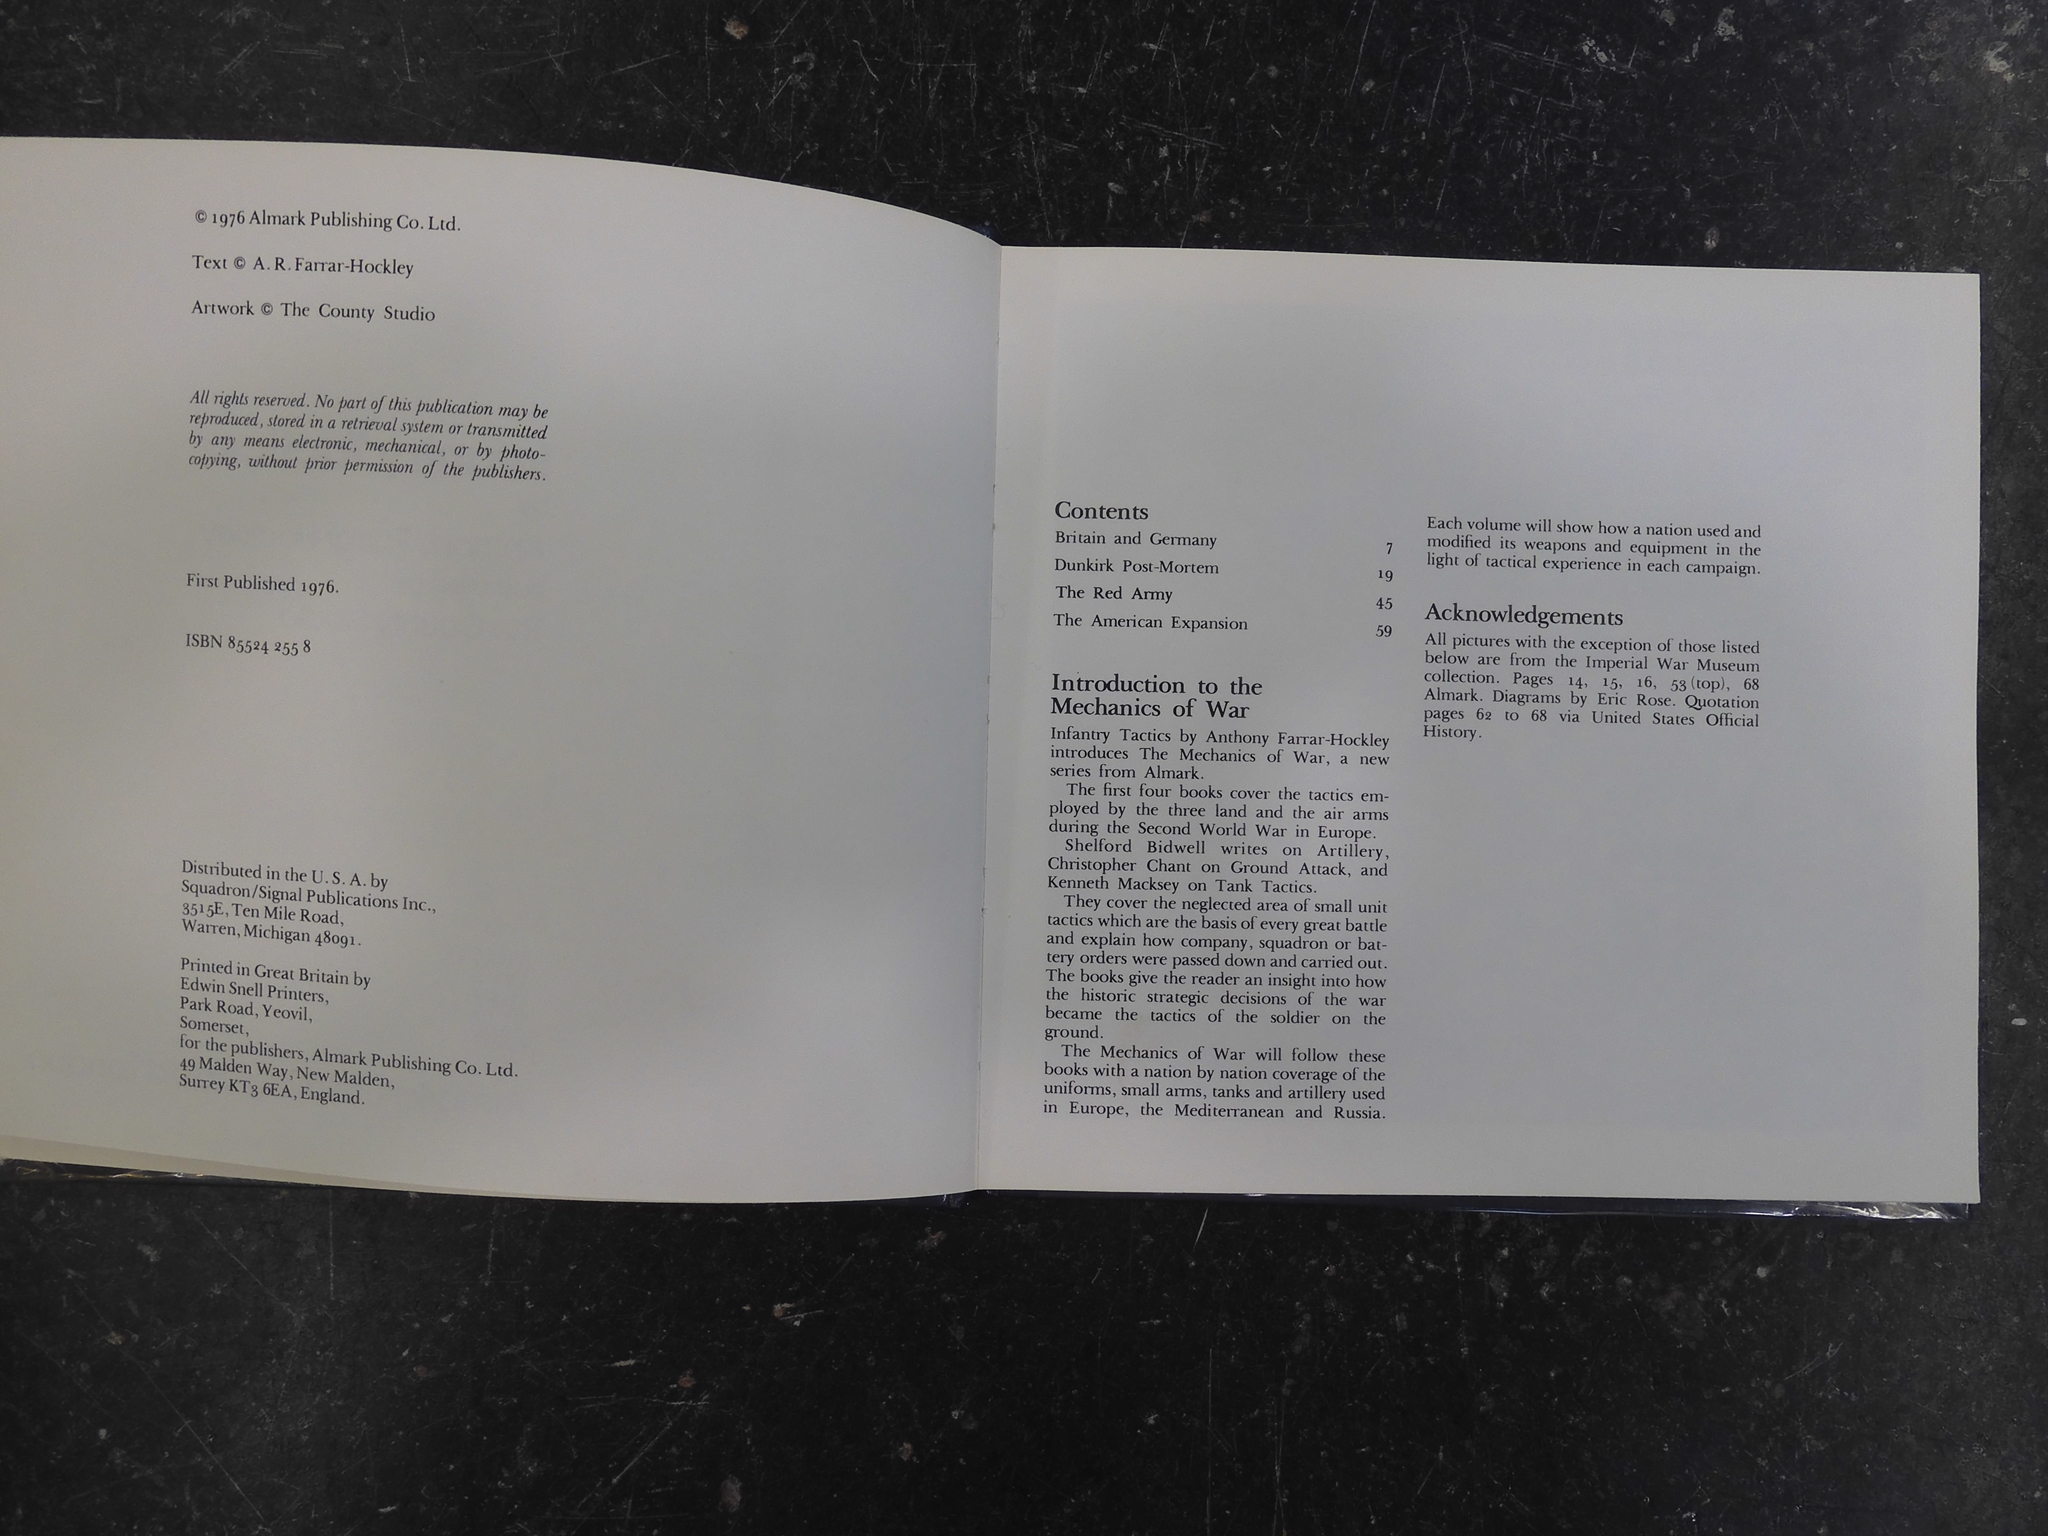 © 1976 Almark Publishing Co. Ltd.
Text © A. R. Farrar-Hockley
Artwork © The County Studio
All rights reserved. No part of this publication may be
reproduced, stored in a retrieval system or transmitted
by any means electronic, mechanical, or by photo-
copying, without prior permission of the publishers.
First Published 1976.
ISBN 85524 255 8
Distributed in the U. S. A. by
Squadron/Signal Publications Inc.,
3515E, Ten Mile Road,
Warren, Michigan 48091.
Printed in Great Britain by
Edwin Snell Printers,
Park Road, Yeovil,
Somerset,
for the publishers, Almark Publishing Co. Ltd.
49 Malden Way, New Malden,
Surrey KT3 6EA, England.
Contents
Britain and Germany 7
Dunkirk Post-Mortem 19
The Red Army 45
The American Expansion 59
Introduction to the
Mechanics of War
Infantry Tactics by Anthony Farrar-Hockley
introduces The Mechanics of War, a new
series from Almark.
The first four books cover the tactics em-
ployed by the three land and the air arms
during the Second World War in Europe.
Shelford Bidwell writes on Artillery,
Christopher Chant on Ground Attack, and
Kenneth Macksey on Tank Tactics.
They cover the neglected area of small unit
tactics which are the basis of every great battle
and explain how company, squadron or bat-
tery orders were passed down and carried out.
The books give the reader an insight into how
the historic strategic decisions of the war
became the tactics of the soldier on the
ground.
The Mechanics of War will follow these
books with a nation by nation coverage of the
uniforms, small arms, tanks and artillery used
in Europe, the Mediterranean and Russia.
Each volume will show how a nation used and
modified its weapons and equipment in the
light of tactical experience in each campaign.
Acknowledgements
All pictures with the exception of those listed
below are from the Imperial War Museum
collection. Pages 14, 15, 16, 53 (top), 68
Almark. Diagrams by Eric Rose. Quotation
pages 62 to 68 via United States Official
History.